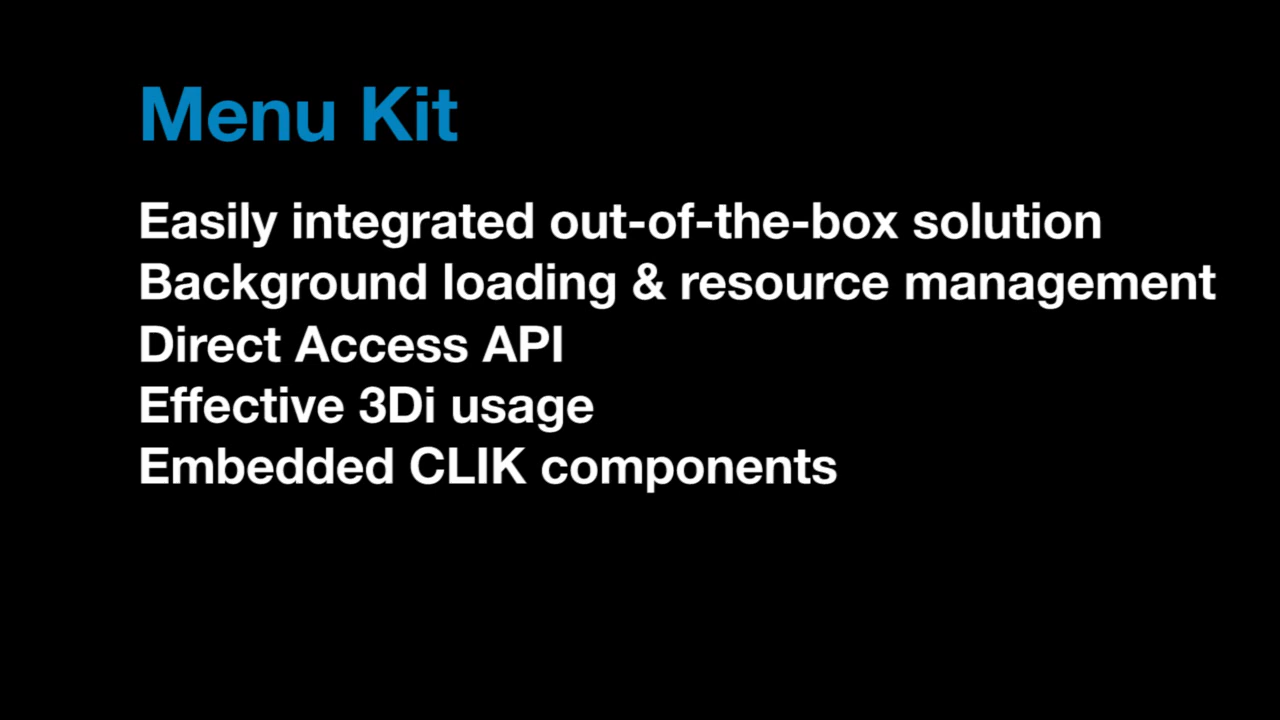 Menu Kit
Easily integrated out-of-the-box solution
Background loading & resource management
Direct Access API
Effective 3Di usage
Embedded CLIK components